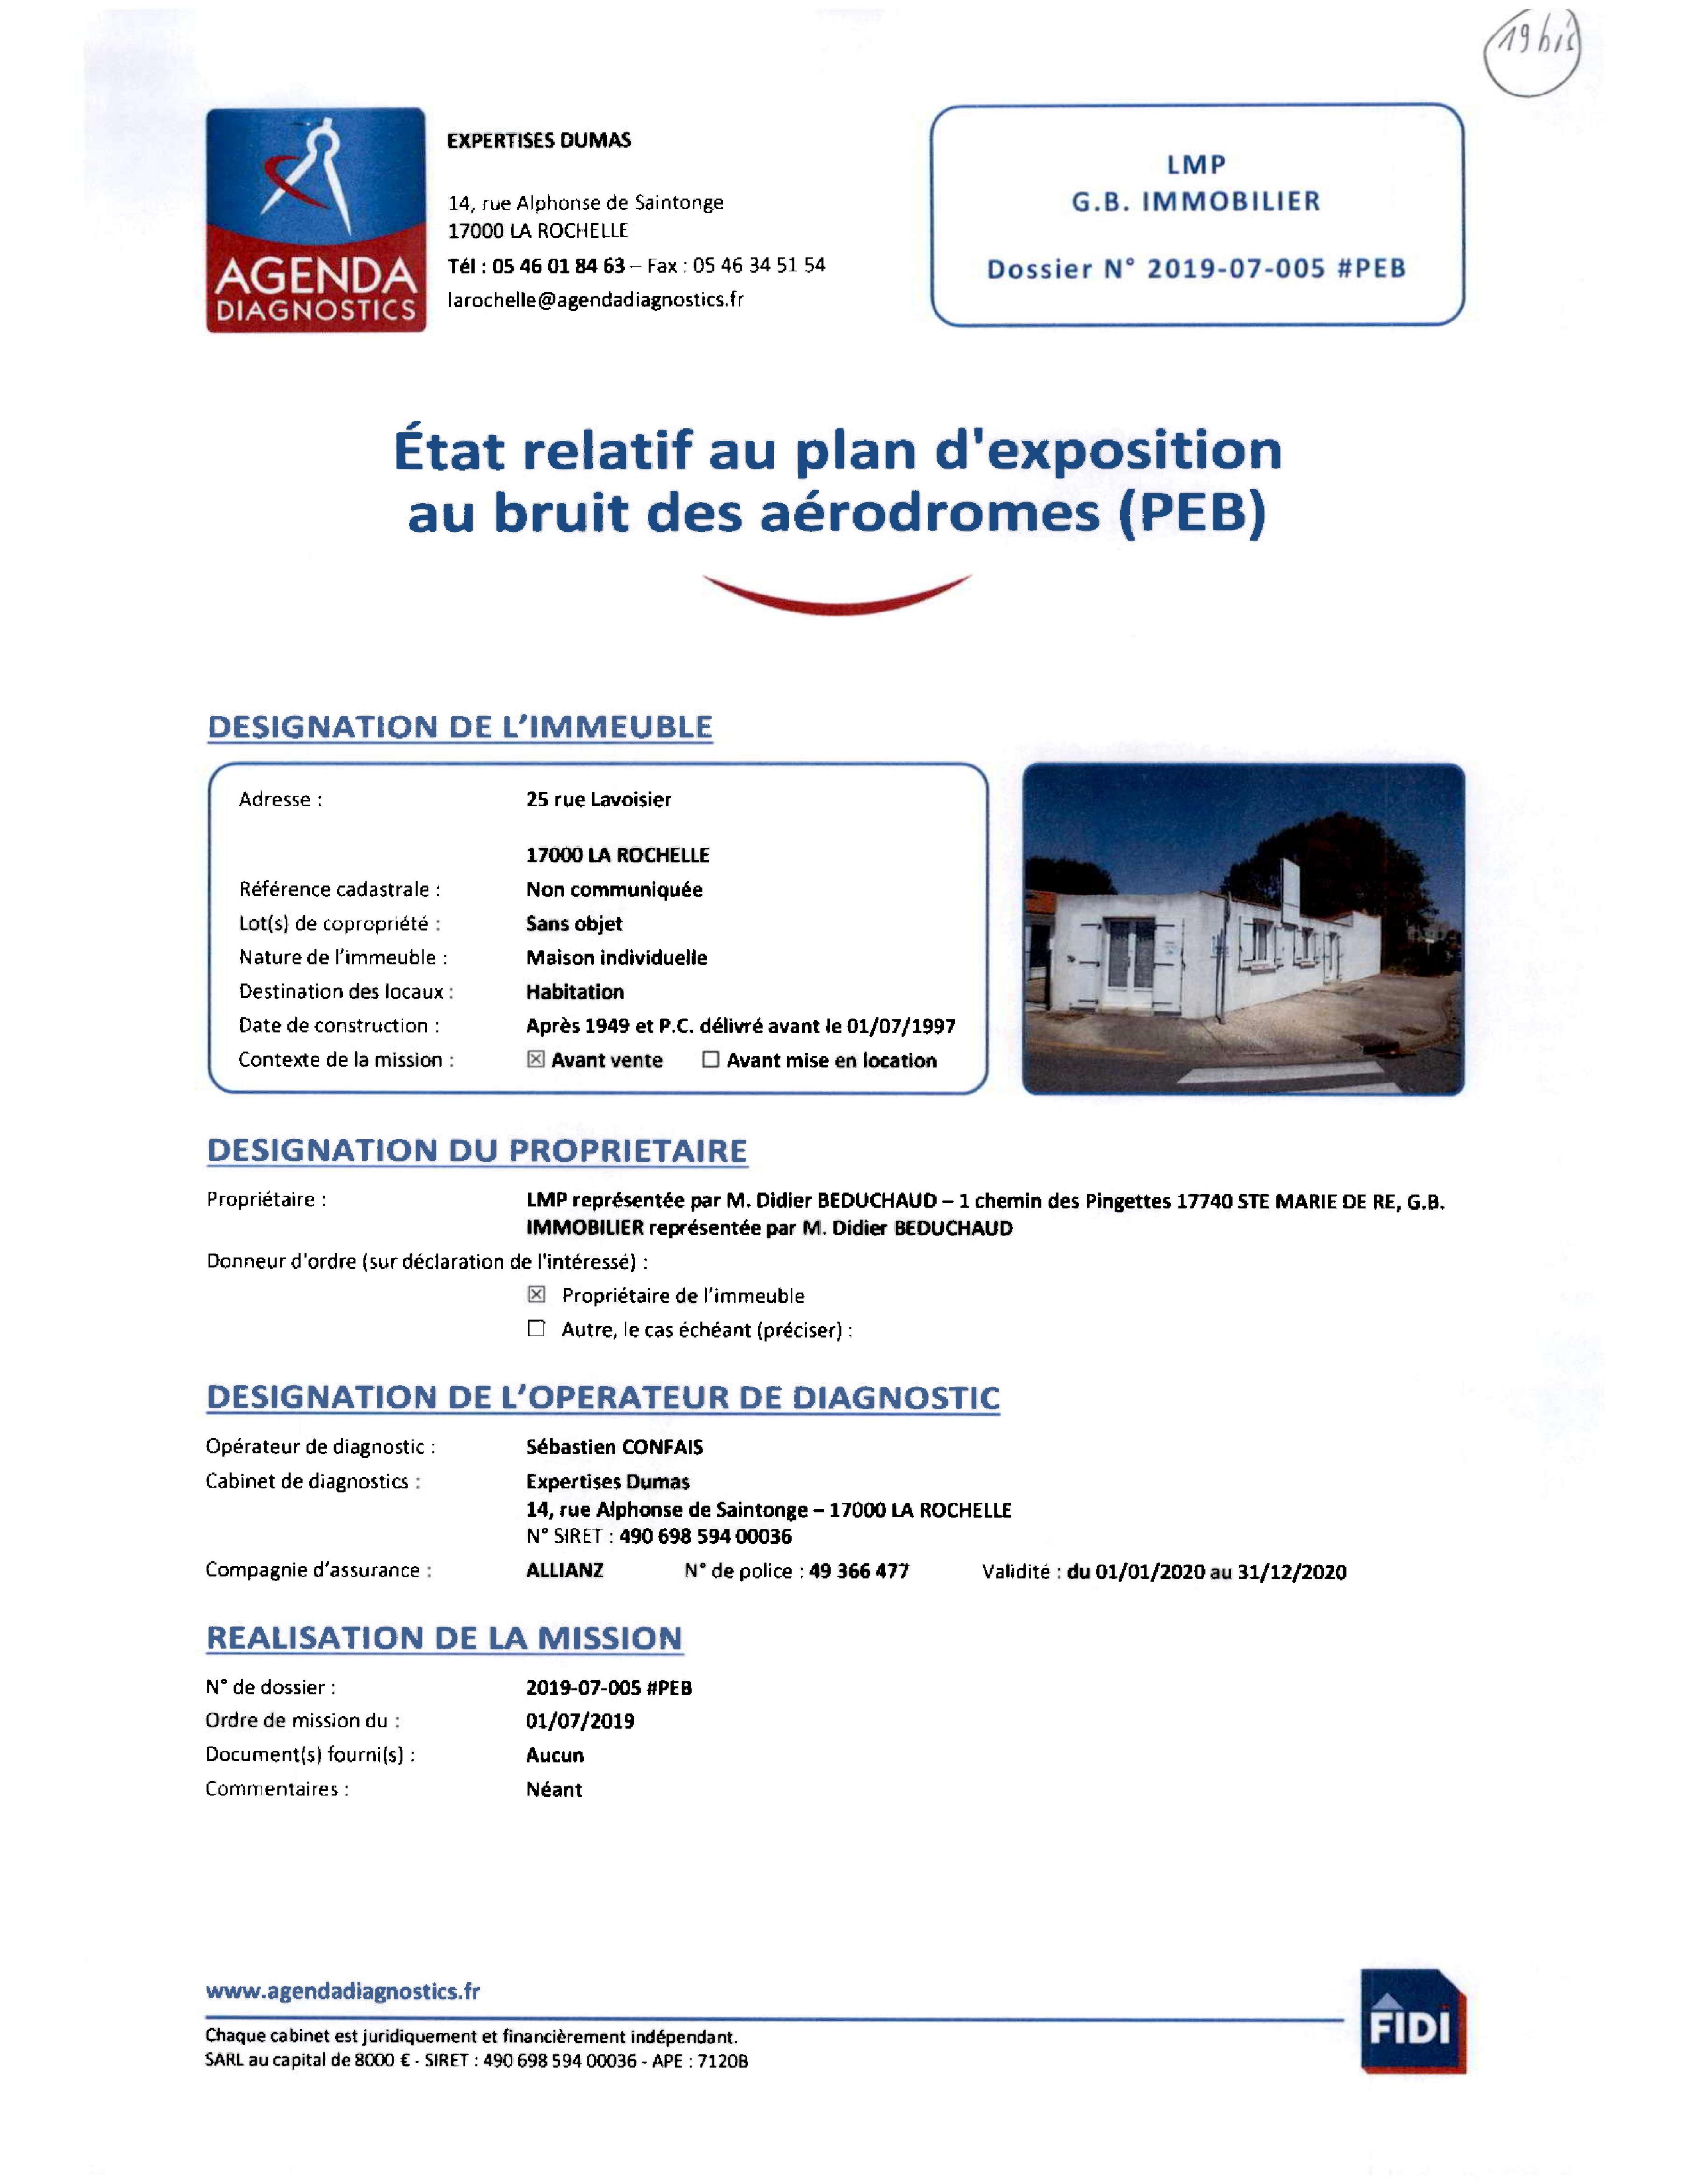 19 bis
AGENDA
DIAGNOSTICS
EXPERTISES DUMAS
14, rue Alphonse de Saintonge
17000 LA ROCHELLE
Tél : 05 46 01 84 63 – Fax : 05 46 34 51 54
larochelle@agendadiagnostics.fr
LMP
G.B. IMMOBILIER
Dossier N° 2019-07-005 #PEB
État relatif au plan d'exposition
au bruit des aérodromes (PEB)
DESIGNATION DE L'IMMEUBLE
Adresse : 25 rue Lavoisier
17000 LA ROCHELLE
Référence cadastrale : Non communiquée
Lot(s) de copropriété : Sans objet
Nature de l'immeuble : Maison individuelle
Destination des locaux : Habitation
Date de construction : Après 1949 et P.C. délivré avant le 01/07/1997
Contexte de la mission : ☒ Avant vente ☐ Avant mise en location
DESIGNATION DU PROPRIETAIRE
Propriétaire : LMP représentée par M. Didier BEDUCHAUD – 1 chemin des Pingettes 17740 STE MARIE DE RE, G.B.
IMMOBILIER représentée par M. Didier BEDUCHAUD
Donneur d'ordre (sur déclaration de l'intéressé) :
☒ Propriétaire de l'immeuble
☐ Autre, le cas échéant (préciser) :
DESIGNATION DE L'OPERATEUR DE DIAGNOSTIC
Opérateur de diagnostic : Sébastien CONFAIS
Cabinet de diagnostics : Expertises Dumas
14, rue Alphonse de Saintonge – 17000 LA ROCHELLE
N° SIRET : 490 698 594 00036
Compagnie d'assurance : ALLIANZ N° de police : 49 366 477 Validité : du 01/01/2020 au 31/12/2020
REALISATION DE LA MISSION
N° de dossier : 2019-07-005 #PEB
Ordre de mission du : 01/07/2019
Document(s) fourni(s) : Aucun
Commentaires : Néant
www.agendadiagnostics.fr
Chaque cabinet est juridiquement et financièrement indépendant.
SARL au capital de 8000 € - SIRET : 490 698 594 00036 - APE : 7120B
FIDI